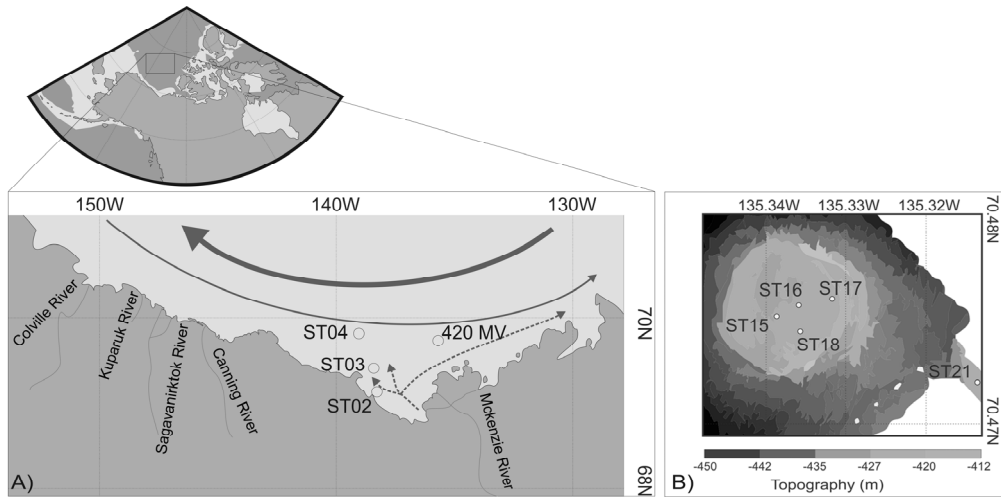 150W
140W
130W
70N
68N
Colville River
Kuparuk River
Sagavanirktok River
Canning River
Mckenzie River
ST04
420 MV
ST03
ST02
A)
135.34W
135.33W
135.32W
70.48N
70.47N
ST16
ST17
ST15
ST18
ST21
-450
-442
-435
-427
-420
-412
Topography (m)
B)